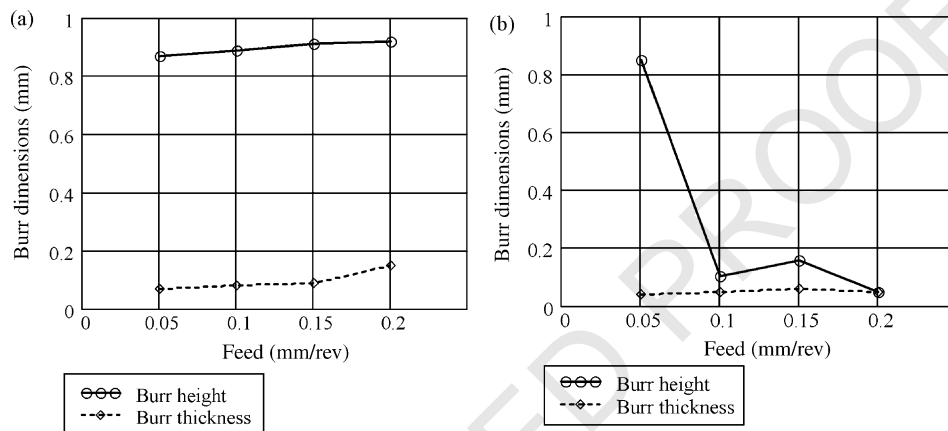 (a)
1
0.8
0.6
0.4
0.2
0
Burr dimensions (mm)
0 0.05 0.1 0.15 0.2
Feed (mm/rev)
Burr height
Burr thickness
(b)
1
0.8
0.6
0.4
0.2
0
Burr dimensions (mm)
0 0.05 0.1 0.15 0.2
Feed (mm/rev)
Burr height
Burr thickness
ED PROOF